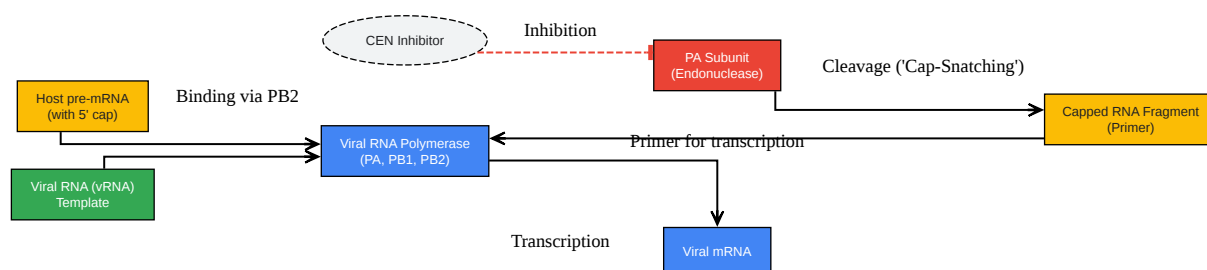 CEN Inhibitor
Inhibition
PA Subunit
(Endonuclease)
Cleavage ('Cap-Snatching')
Host pre-mRNA
(with 5' cap)
Binding via PB2
Capped RNA Fragment
(Primer)
Viral RNA Polymerase
(PA, PB1, PB2)
Primer for transcription
Viral RNA (vRNA)
Template
Transcription
Viral mRNA